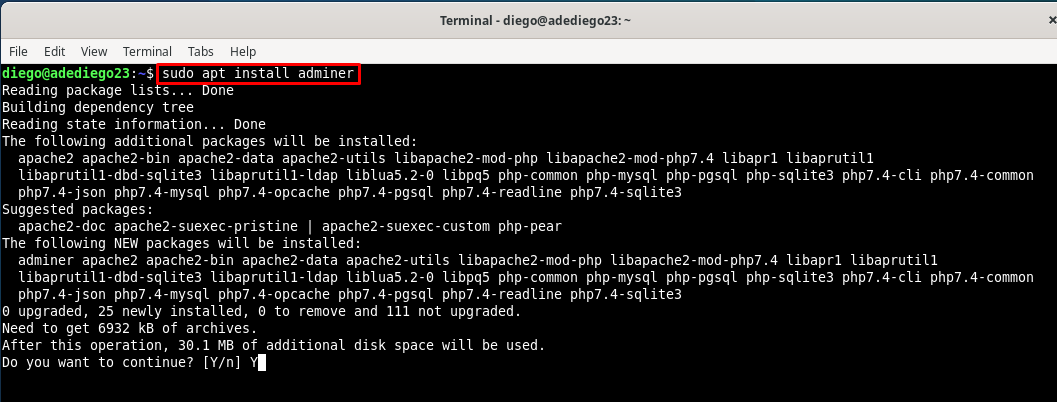 Terminal - diego@adediego23: ~
File Edit View Terminal Tabs Help
diego@adediego23:~$ sudo apt install adminer
Reading package lists... Done
Building dependency tree
Reading state information... Done
The following additional packages will be installed:
  apache2 apache2-bin apache2-data apache2-utils libapache2-mod-php libapache2-mod-php7.4 libapr1 libaprutil1
  libaprutil1-dbd-sqlite3 libaprutil1-ldap liblua5.2-0 libpq5 php-common php-mysql php-pgsql php-sqlite3 php7.4-cli php7.4-common
  php7.4-json php7.4-mysql php7.4-opcache php7.4-pgsql php7.4-readline php7.4-sqlite3
Suggested packages:
  apache2-doc apache2-suexec-pristine | apache2-suexec-custom php-pear
The following NEW packages will be installed:
  adminer apache2 apache2-bin apache2-data apache2-utils libapache2-mod-php libapache2-mod-php7.4 libapr1 libaprutil1
  libaprutil1-dbd-sqlite3 libaprutil1-ldap liblua5.2-0 libpq5 php-common php-mysql php-pgsql php-sqlite3 php7.4-cli php7.4-common
  php7.4-json php7.4-mysql php7.4-opcache php7.4-pgsql php7.4-readline php7.4-sqlite3
0 upgraded, 25 newly installed, 0 to remove and 111 not upgraded.
Need to get 6932 kB of archives.
After this operation, 30.1 MB of additional disk space will be used.
Do you want to continue? [Y/n] Y